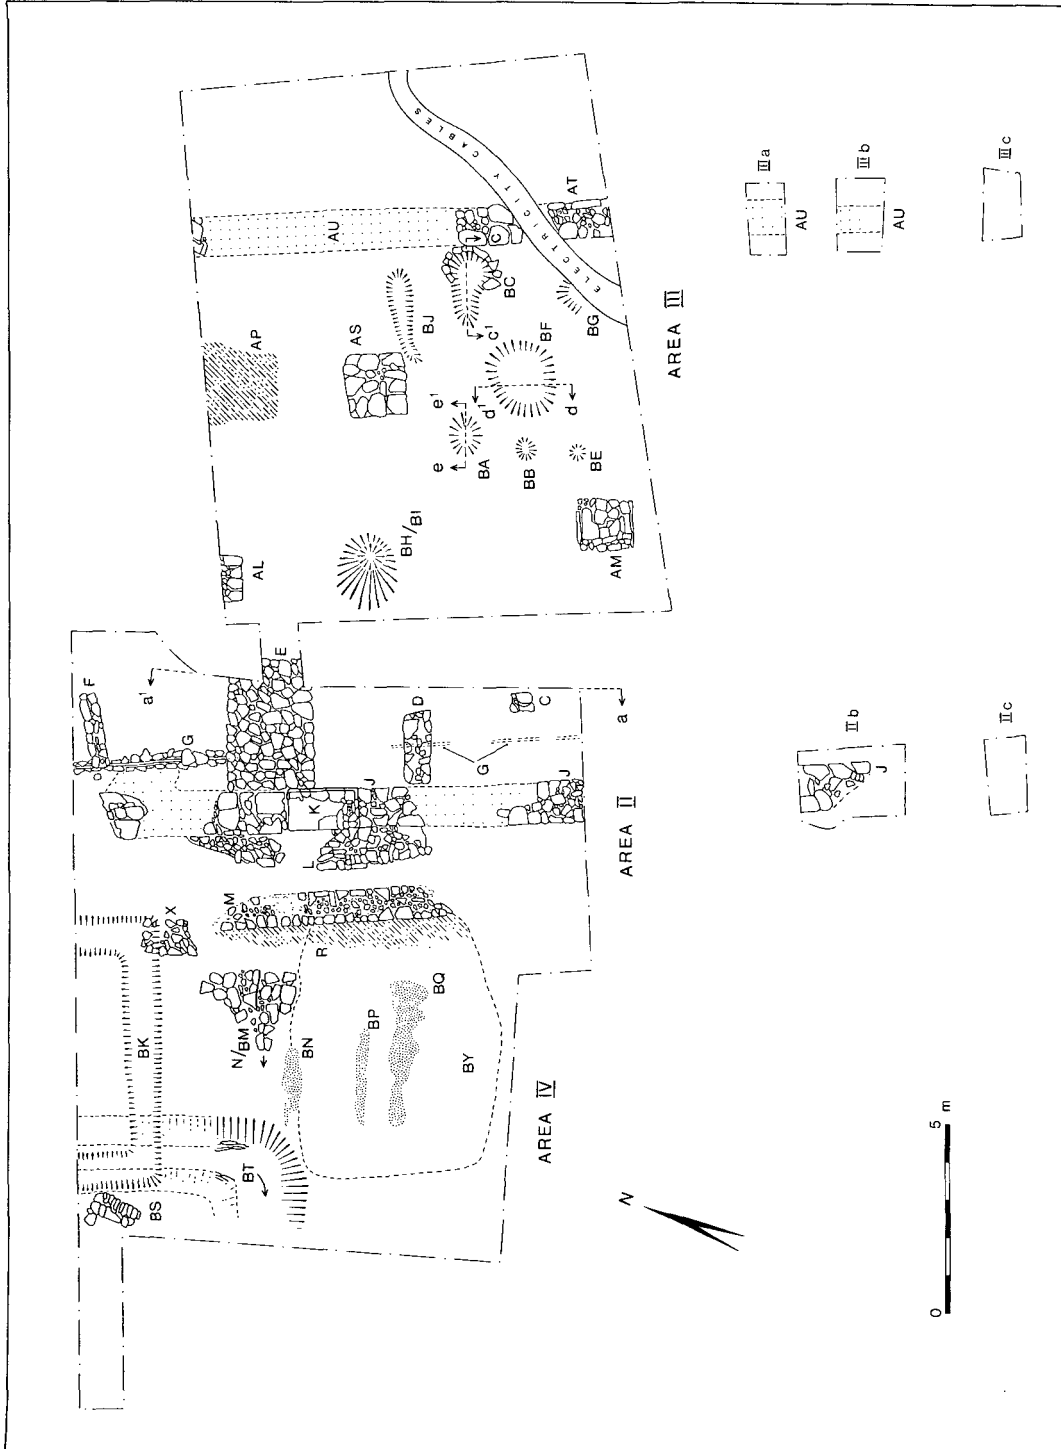 ELECTRICITY CABLES
AU
AT
C
BC
c¹
BG
BJ
BF
AP
AS
e¹
d¹
d
e
BA
BB
BE
BH/BI
AL
AM
AREA III
III a
AU
III b
AU
III c
F
a¹
E
G
D
C
a
G
J
K
J
L
M
X
R
AREA II
II b
J
II c
N/BM
BN
BP
BQ
BK
BY
BT
BS
AREA IV
N
0 5 m